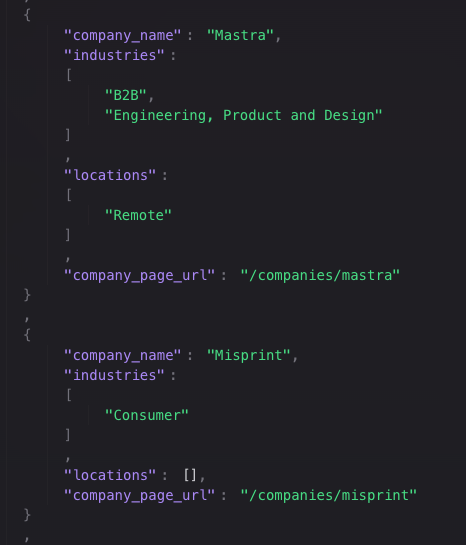 ,
{
"company_name" : "Mastra",
"industries" :
[
"B2B",
"Engineering, Product and Design"
]
,
"locations" :
[
"Remote"
]
,
"company_page_url" : "/companies/mastra"
}
,
{
"company_name" : "Misprint",
"industries" :
[
"Consumer"
]
,
"locations" : [],
"company_page_url" : "/companies/misprint"
}
,